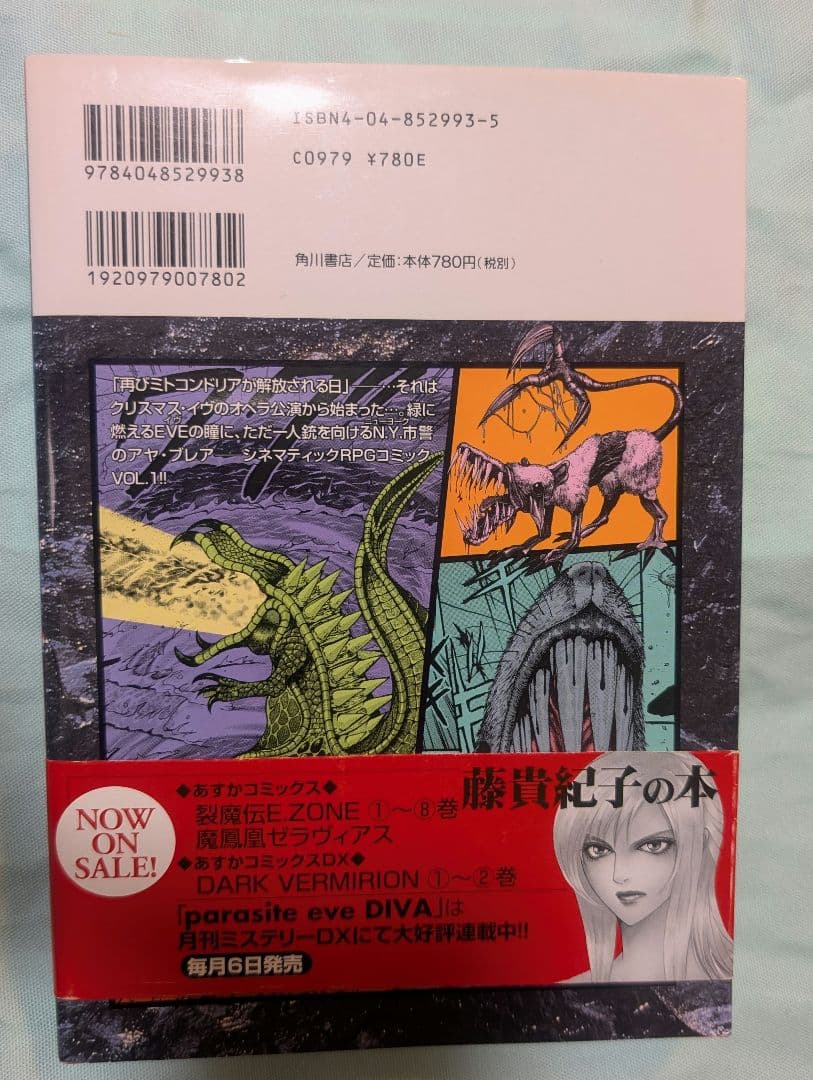 ISBN4-04-852993-5
C0979 ¥780E
9784048529938
1920979007802
角川書店／定価：本体780円（税別）
「再びミトコンドリアが解放される日」――…それは
クリスマス・イヴのオペラ公演から始まった…。緑に
イヴ
ニューヨーク
燃えるEVEの瞳に、ただ一人銃を向けるN.Y.市警
のアヤ・ブレア シネマティックRPGコミック
VOL.1!!
NOW
ON
SALE!
藤貴紀子の本
◆あすかコミックス◆
裂魔伝E.ZONE ①〜⑧巻
魔鳳凰ゼラヴィアス
◆あすかコミックスDX◆
DARK VERMIRION ①〜②巻
「parasite eve DIVA」は
月刊ミステリーDXにて大好評連載中!!
毎月6日発売